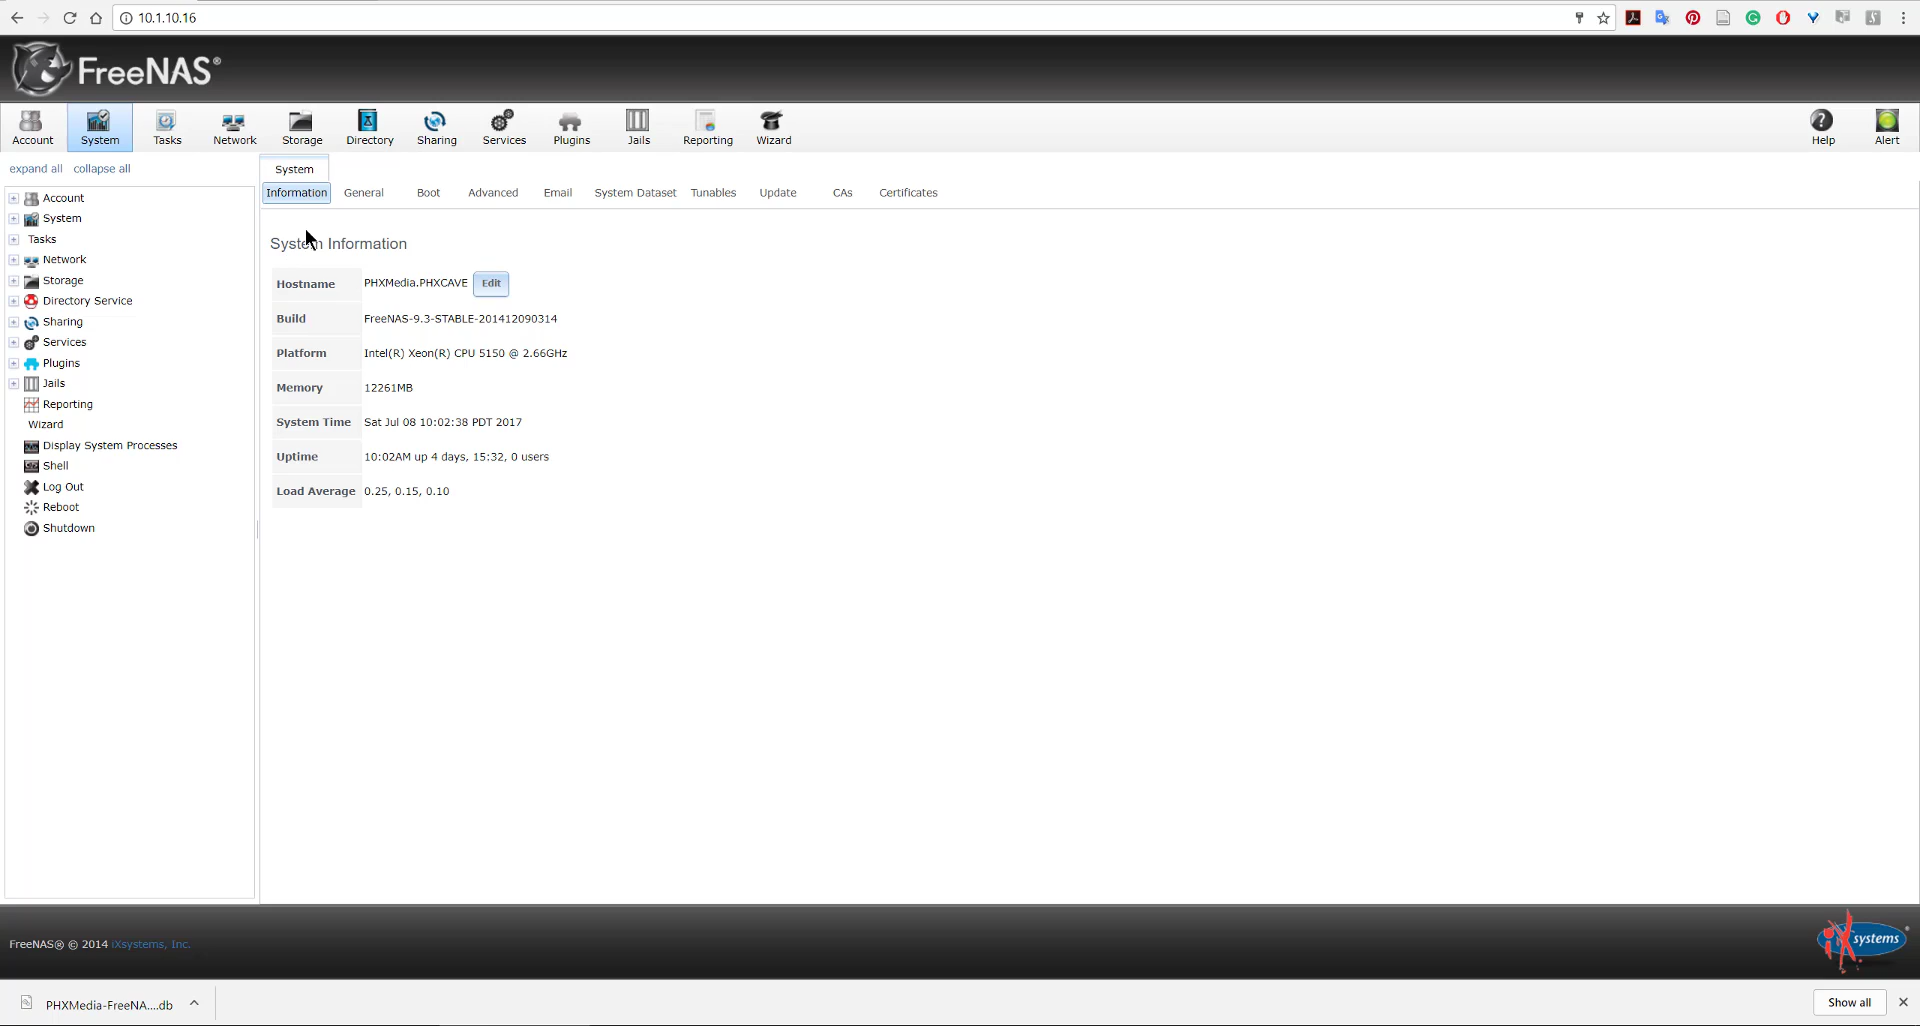 10.1.10.16
FreeNAS®
Account System Tasks Network Storage Directory Sharing Services Plugins Jails Reporting Wizard Help Alert
expand all collapse all
System
Information General Boot Advanced Email System Dataset Tunables Update CAs Certificates
Account
System
Tasks
Network
Storage
Directory Service
Sharing
Services
Plugins
Jails
Reporting
Wizard
Display System Processes
Shell
Log Out
Reboot
Shutdown
System Information
Hostname PHXMedia.PHXCAVE Edit
Build FreeNAS-9.3-STABLE-201412090314
Platform Intel(R) Xeon(R) CPU 5150 @ 2.66GHz
Memory 12261MB
System Time Sat Jul 08 10:02:38 PDT 2017
Uptime 10:02AM up 4 days, 15:32, 0 users
Load Average 0.25, 0.15, 0.10
FreeNAS® © 2014 iXsystems, Inc.
iXsystems
PHXMedia-FreeNA....db
Show all